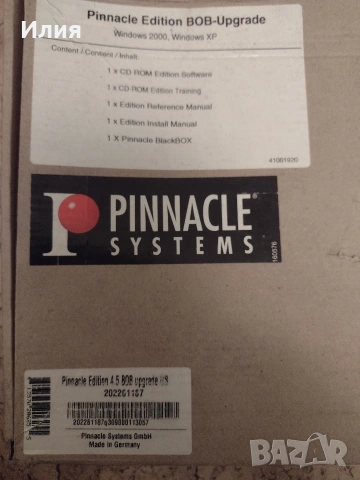 Илия
Pinnacle Edition BOB-Upgrade
Windows 2000, Windows XP
Content / Contenu / Inhalt:
1 x CD ROM Edition Software
1 x CD-ROM Edition Training
1 x Edition Reference Manual
1 x Edition Install Manual
1 X Pinnacle BlackBOX
41001920
PINNACLE
SYSTEMS
®
160576
Pinnacle Edition 4.5 BOB upgrade
202261187
Pinnacle Systems GmbH
Made in Germany
bazar